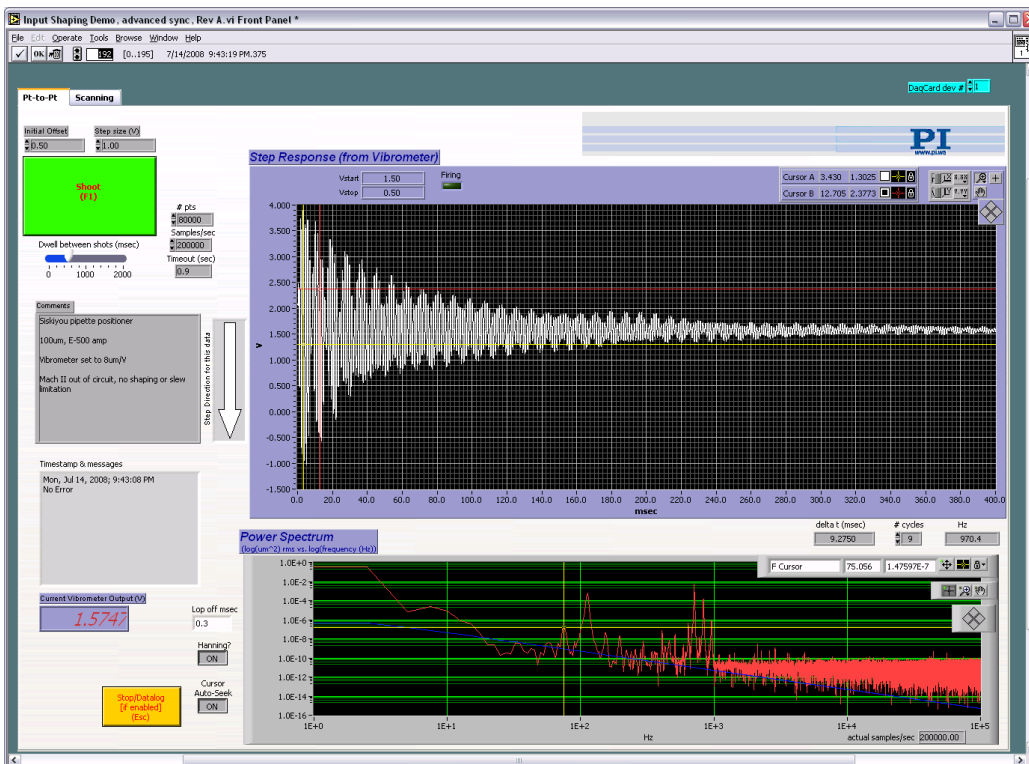 Input Shaping Demo, advanced sync, Rev A.vi Front Panel *
File Edit Operate Tools Browse Window Help
OK 192 [0..195] 7/14/2008 9:43:19 PM.375
1
DaqCard dev # 1
Pt-to-Pt Scanning
Initial Offset Step size (V)
0.50 1.00
Shoot
(F1)
# pts
80000
Samples/sec
200000
Timeout (sec)
0.9
Dwell between shots (msec)
0 1000 2000
Comments
Siskiyou pipette positioner
100um, E-500 amp
Vibrometer set to 8um/V
Mach II out of circuit, no shaping or slew
limitation
Step Direction for this data
Timestamp & messages
Mon, Jul 14, 2008; 9:43:08 PM
No Error
Current Vibrometer Output (V)
1.5747
Lop off msec
0.3
Hanning?
ON
Cursor
Auto-Seek
ON
Stop/Datalog
[if enabled]
(Esc)
PI
www.pi.ws
Step Response (from Vibrometer)
Vstart 1.50
Vstop 0.50
Firing
Cursor A 3.430 1.3025
Cursor B 12.705 2.3773
4.000
3.500
3.000
2.500
2.000
1.500
1.000
0.500
0.000
-0.500
-1.000
-1.500
V
0.0 20.0 40.0 60.0 80.0 100.0 120.0 140.0 160.0 180.0 200.0 220.0 240.0 260.0 280.0 300.0 320.0 340.0 360.0 380.0 400.0
msec
delta t (msec) # cycles Hz
9.2750 9 970.4
Power Spectrum
(log(um^2) rms vs. log(frequency (Hz))
F Cursor 75.056 1.47597E-7
1.0E+0
1.0E-2
1.0E-4
1.0E-6
1.0E-8
1.0E-10
1.0E-12
1.0E-14
1.0E-16
1E+0 1E+1 1E+2 1E+3 1E+4 1E+5
Hz
actual samples/sec 200000.00